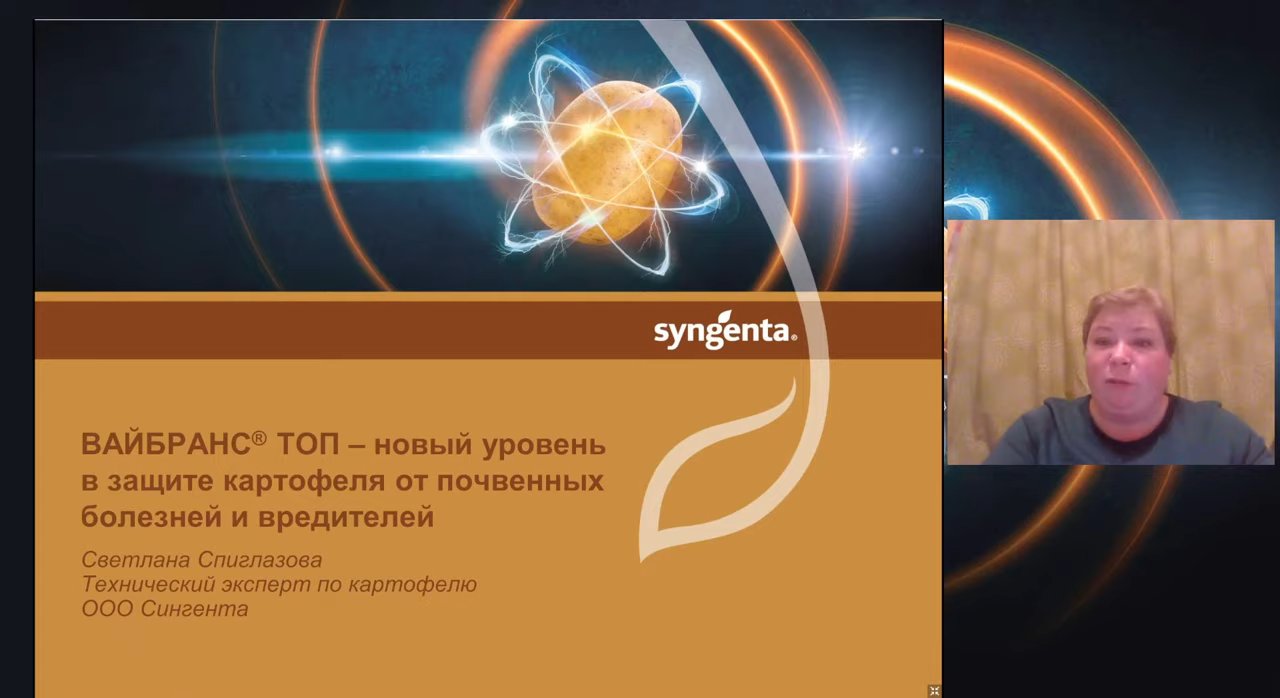 syngenta®
ВАЙБРАНС® ТОП – новый уровень
в защите картофеля от почвенных
болезней и вредителей
Светлана Спиглазова
Технический эксперт по картофелю
ООО Сингента